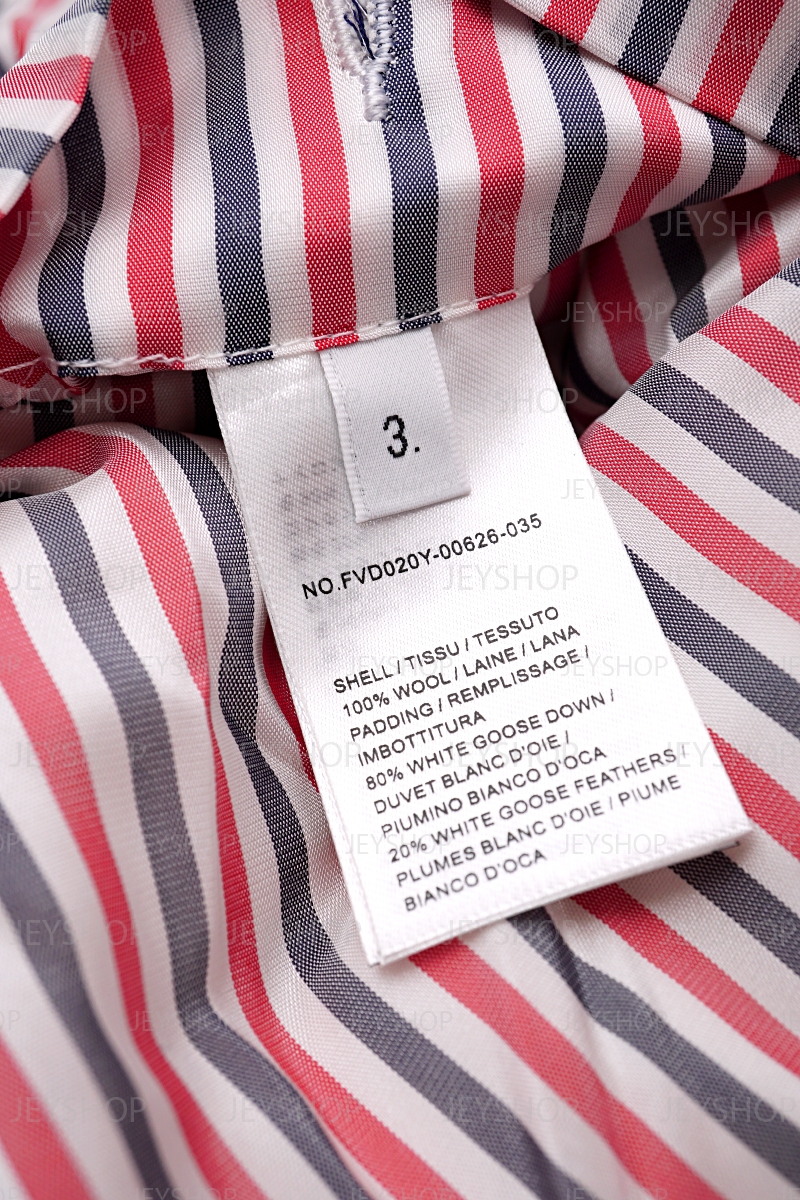 3.
NO.FVD020Y-00626-035
SHELL / TISSU / TESSUTO
100% WOOL / LAINE / LANA
PADDING / REMPLISSAGE /
IMBOTTITURA
80% WHITE GOOSE DOWN /
DUVET BLANC D'OIE /
PIUMINO BIANCO D'OCA
20% WHITE GOOSE FEATHERS /
PLUMES BLANC D'OIE / PIUME
BIANCO D'OCA
JEYSHOP